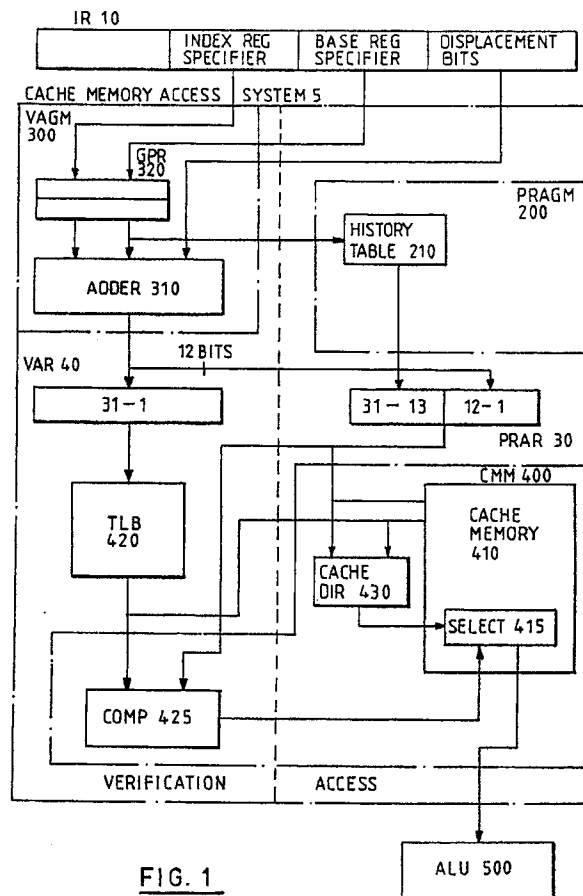 IR 10
INDEX REG
SPECIFIER
BASE REG
SPECIFIER
DISPLACEMENT
BITS
CACHE MEMORY ACCESS SYSTEM 5
VAGM
300
GPR
320
PRAGM
200
HISTORY
TABLE 210
ADDER 310
12 BITS
VAR 40
31-1
31-13
12-1
PRAR 30
CMM 400
TLB
420
CACHE
MEMORY
410
CACHE
DIR 430
SELECT 415
COMP 425
VERIFICATION
ACCESS
FIG. 1
ALU 500